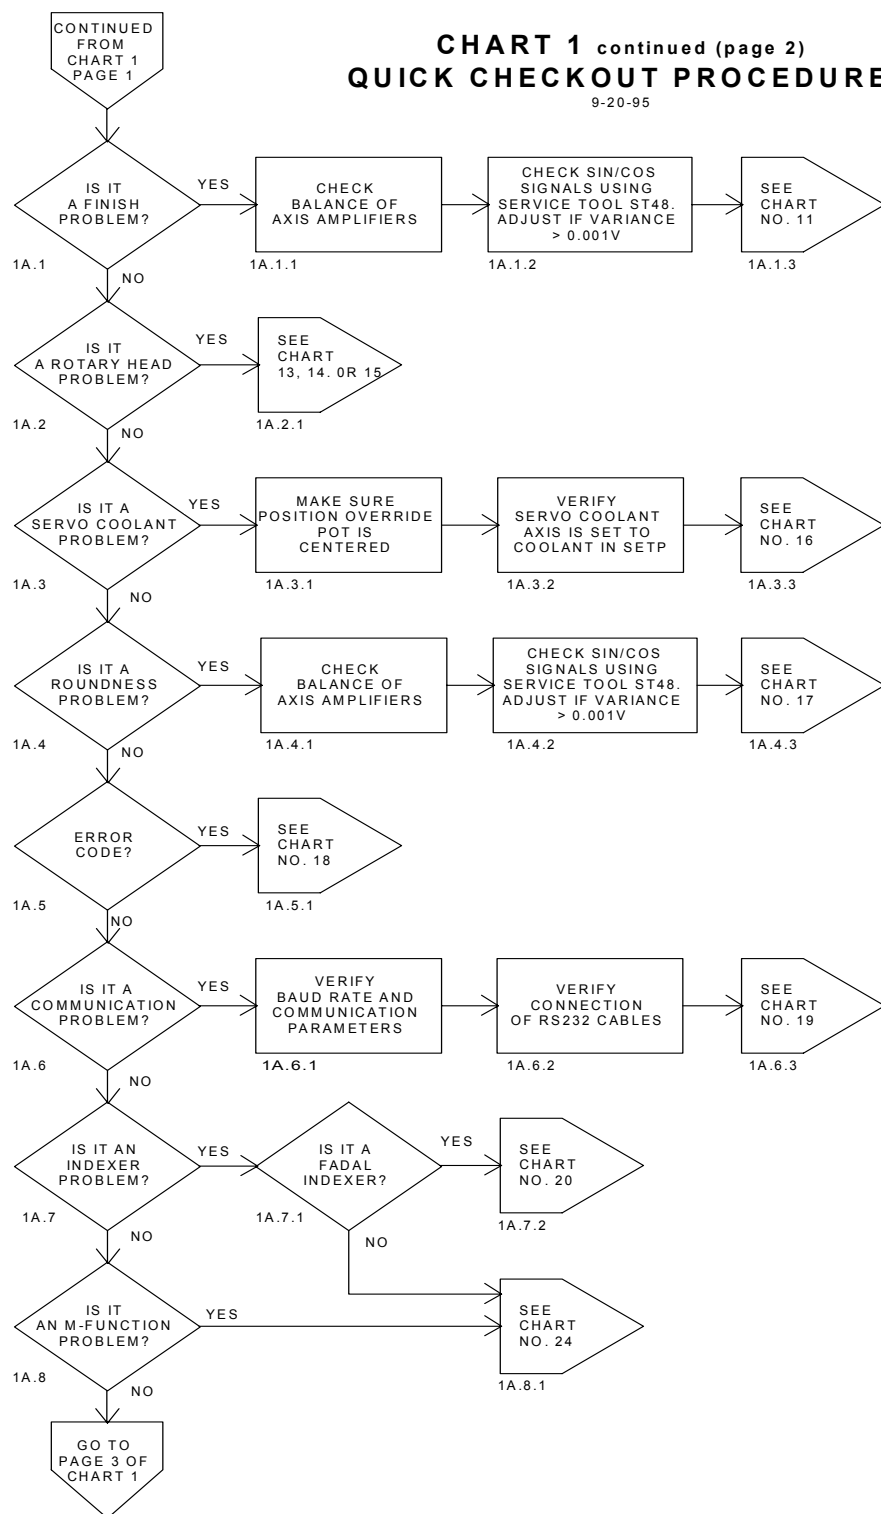 CONTINUED
FROM
CHART 1
PAGE 1
CHART 1 continued (page 2)
QUICK CHECKOUT PROCEDURE
9-20-95
IS IT
A FINISH
PROBLEM?
YES
CHECK
BALANCE OF
AXIS AMPLIFIERS
CHECK SIN/COS
SIGNALS USING
SERVICE TOOL ST48.
ADJUST IF VARIANCE
> 0.001V
SEE
CHART
NO. 11
1A.1
NO
1A.1.1
1A.1.2
1A.1.3
IS IT
A ROTARY HEAD
PROBLEM?
YES
SEE
CHART
13, 14. 0R 15
1A.2
NO
1A.2.1
IS IT A
SERVO COOLANT
PROBLEM?
YES
MAKE SURE
POSITION OVERRIDE
POT IS
CENTERED
VERIFY
SERVO COOLANT
AXIS IS SET TO
COOLANT IN SETP
SEE
CHART
NO. 16
1A.3
NO
1A.3.1
1A.3.2
1A.3.3
IS IT A
ROUNDNESS
PROBLEM?
YES
CHECK
BALANCE OF
AXIS AMPLIFIERS
CHECK SIN/COS
SIGNALS USING
SERVICE TOOL ST48.
ADJUST IF VARIANCE
> 0.001V
SEE
CHART
NO. 17
1A.4
NO
1A.4.1
1A.4.2
1A.4.3
ERROR
CODE?
YES
SEE
CHART
NO. 18
1A.5
NO
1A.5.1
IS IT A
COMMUNICATION
PROBLEM?
YES
VERIFY
BAUD RATE AND
COMMUNICATION
PARAMETERS
VERIFY
CONNECTION
OF RS232 CABLES
SEE
CHART
NO. 19
1A.6
NO
1A.6.1
1A.6.2
1A.6.3
IS IT AN
INDEXER
PROBLEM?
YES
IS IT A
FADAL
INDEXER?
YES
SEE
CHART
NO. 20
1A.7
NO
1A.7.1
NO
1A.7.2
IS IT
AN M-FUNCTION
PROBLEM?
YES
SEE
CHART
NO. 24
1A.8
NO
1A.8.1
GO TO
PAGE 3 OF
CHART 1